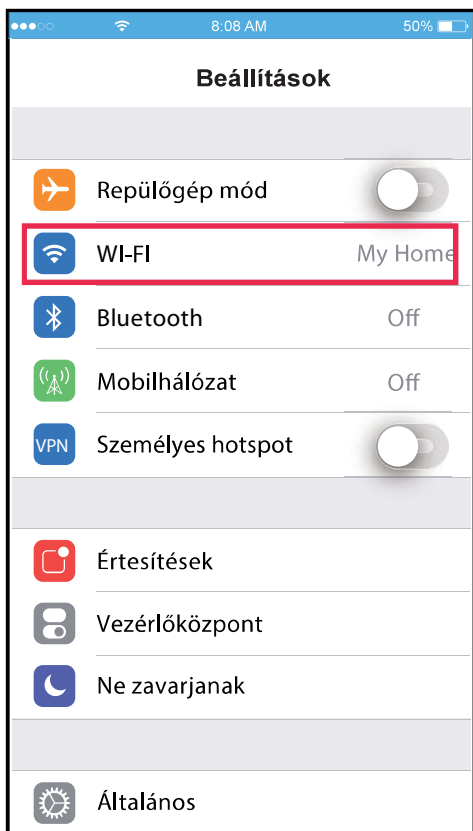 8:08 AM 50%
Beállítások
Repülőgép mód
WI-FI My Home
Bluetooth Off
Mobilhálózat Off
VPN Személyes hotspot
Értesítések
Vezérlőközpont
Ne zavarjanak
Általános